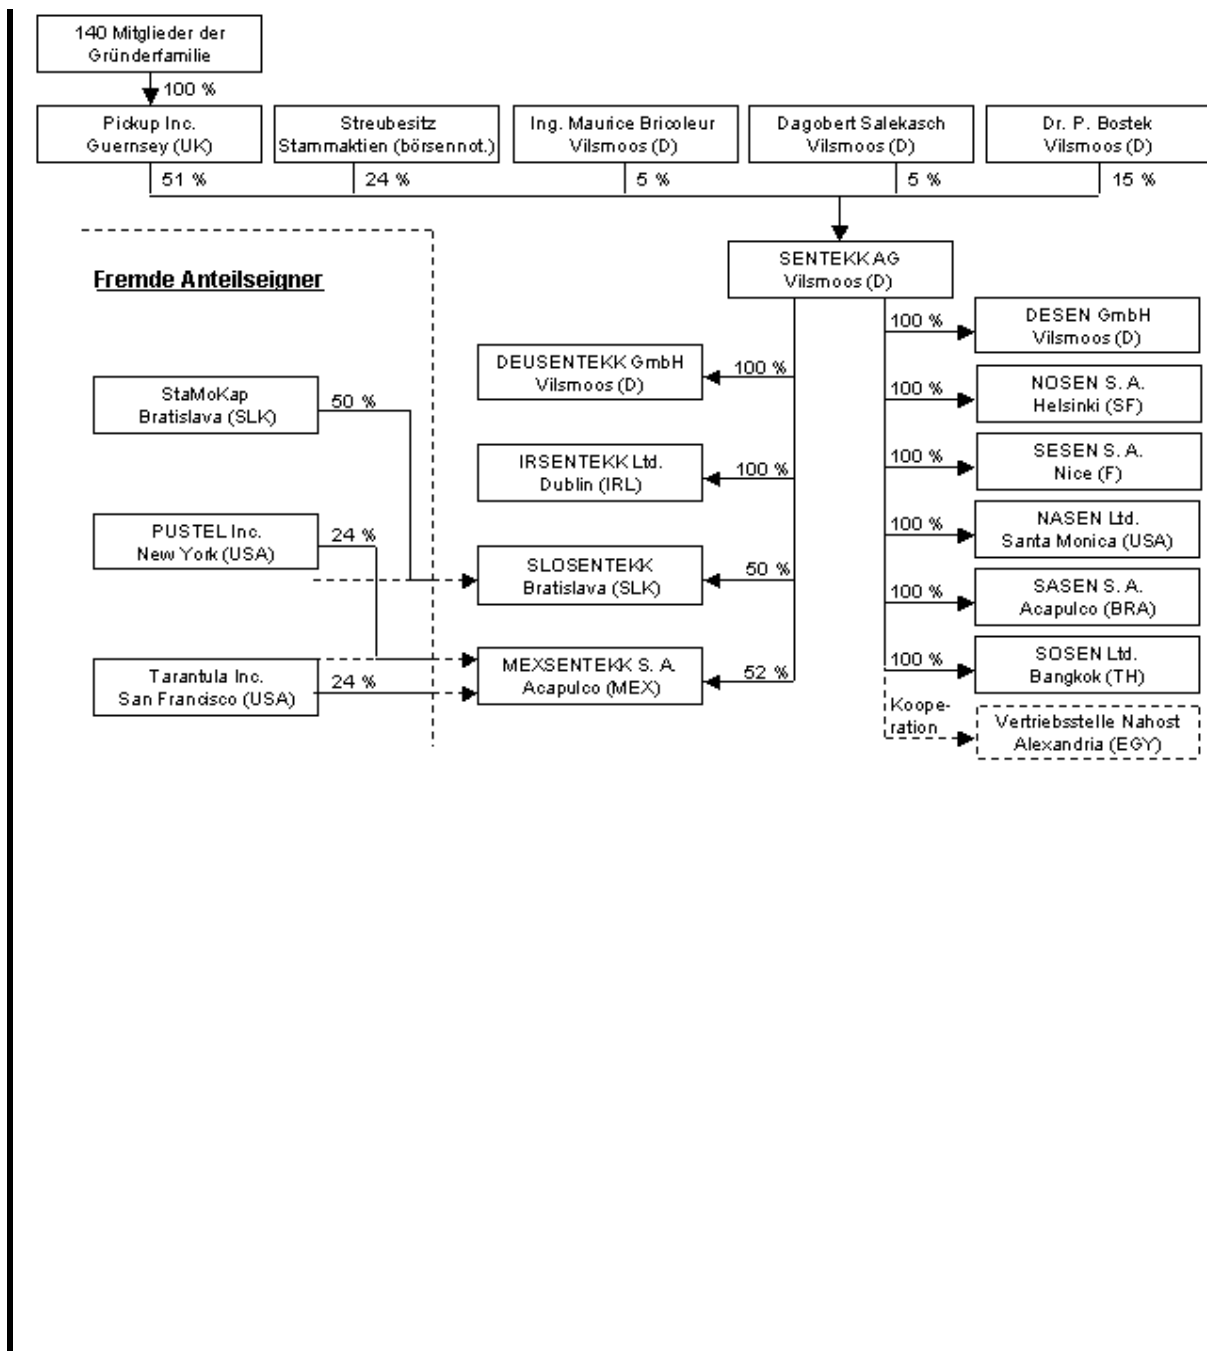 140 Mitglieder der
Gründerfamilie
100 %
Pickup Inc.
Guernsey (UK)
Streubesitz
Stammaktien (börsennot.)
Ing. Maurice Bricoleur
Vilsmoos (D)
Dagobert Salekasch
Vilsmoos (D)
Dr. P. Bostek
Vilsmoos (D)
51 %
24 %
5 %
5 %
15 %
SENTEKK AG
Vilsmoos (D)
Fremde Anteilseigner
StaMoKap
Bratislava (SLK)
50 %
PUSTEL Inc.
New York (USA)
24 %
Tarantula Inc.
San Francisco (USA)
24 %
DEUSENTEKK GmbH
Vilsmoos (D)
100 %
IRSENTEKK Ltd.
Dublin (IRL)
100 %
SLOSENTEKK
Bratislava (SLK)
50 %
MEXSENTEKK S. A.
Acapulco (MEX)
52 %
100 %
DESEN GmbH
Vilsmoos (D)
100 %
NOSEN S. A.
Helsinki (SF)
100 %
SESEN S. A.
Nice (F)
100 %
NASEN Ltd.
Santa Monica (USA)
100 %
SASEN S. A.
Acapulco (BRA)
100 %
SOSEN Ltd.
Bangkok (TH)
Koope-
ration
Vertriebsstelle Nahost
Alexandria (EGY)